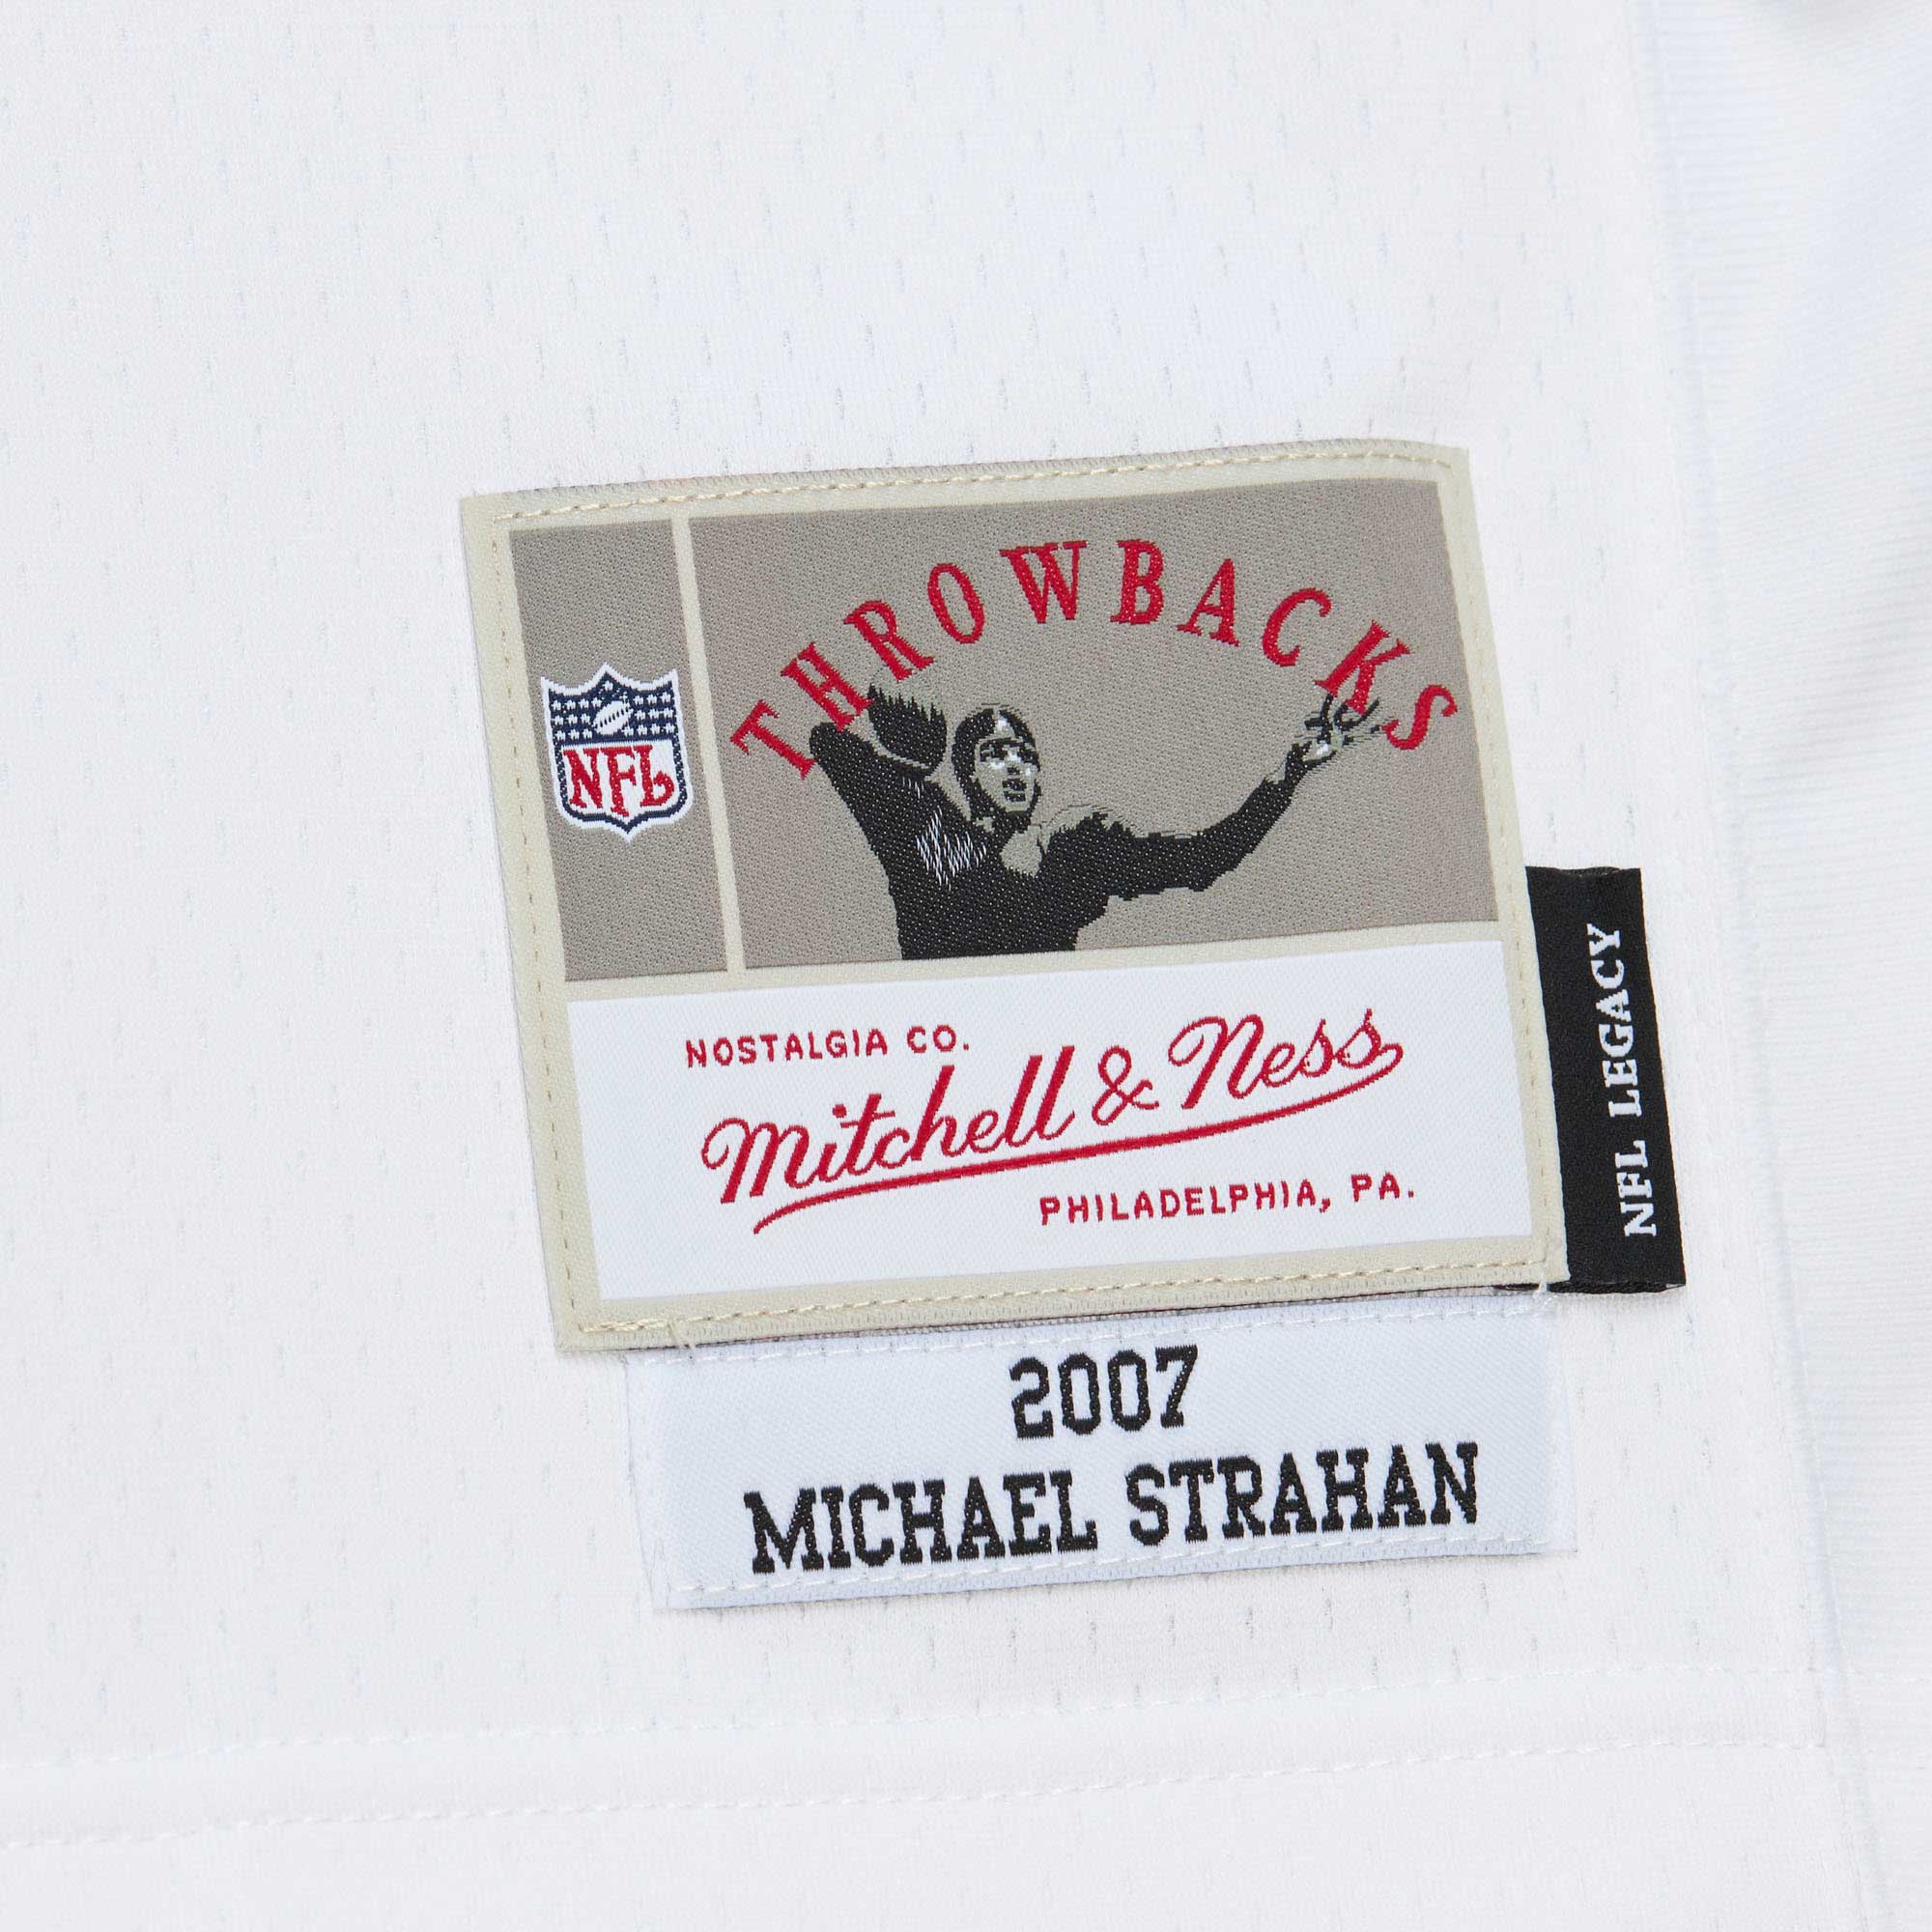 THROWBACKS
NFL
NOSTALGIA CO.
Mitchell & Ness
PHILADELPHIA, PA.
NFL LEGACY
2007
MICHAEL STRAHAN